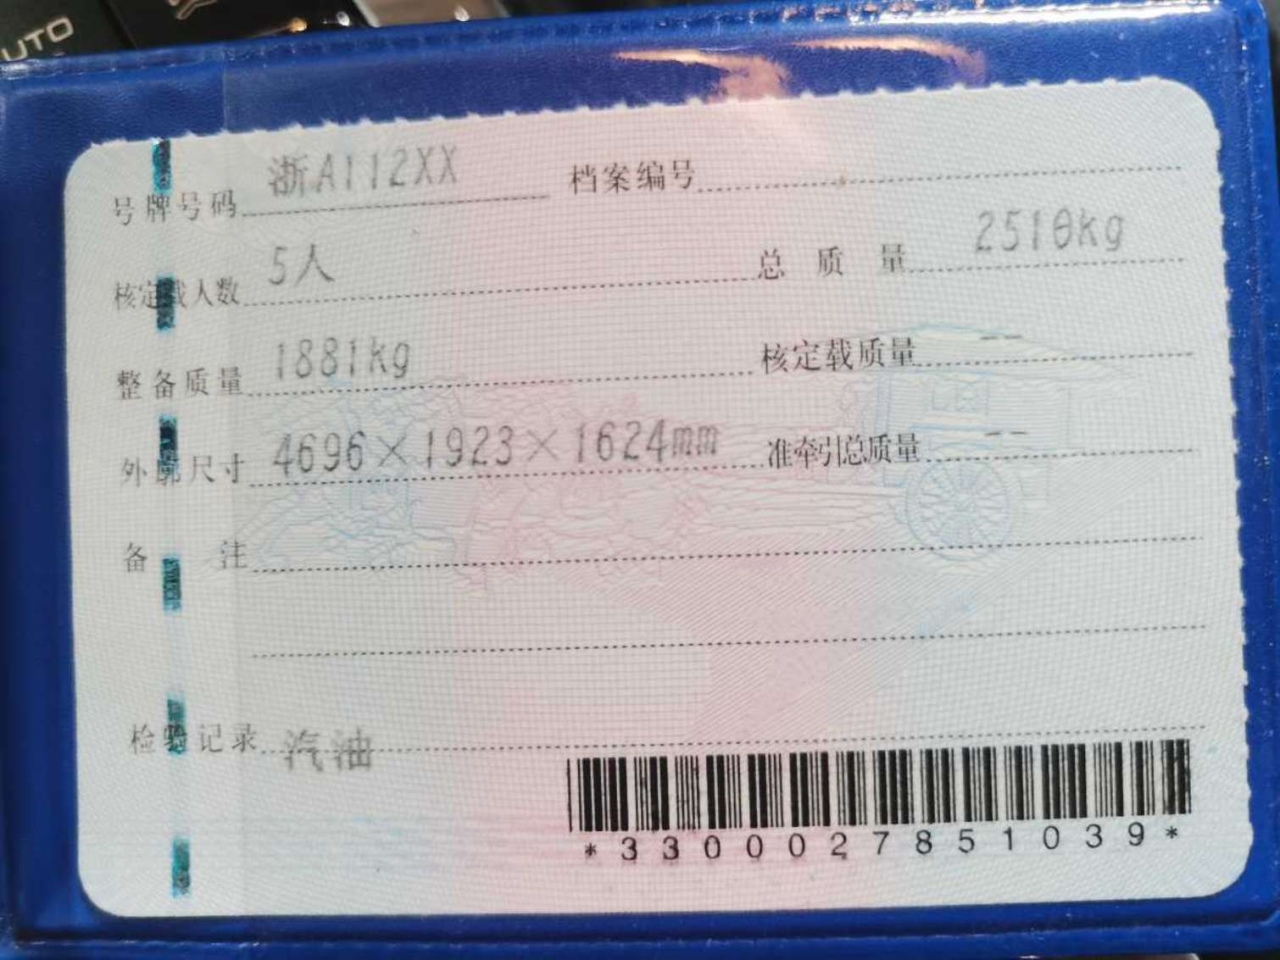 AUTO
号牌号码 浙A112XX 档案编号
核定载人数 5人 总质量 2510kg
整备质量 1881kg 核定载质量 --
外廓尺寸 4696×1923×1624mm 准牵引总质量 --
备注
检验记录 汽油
*3300027851039*